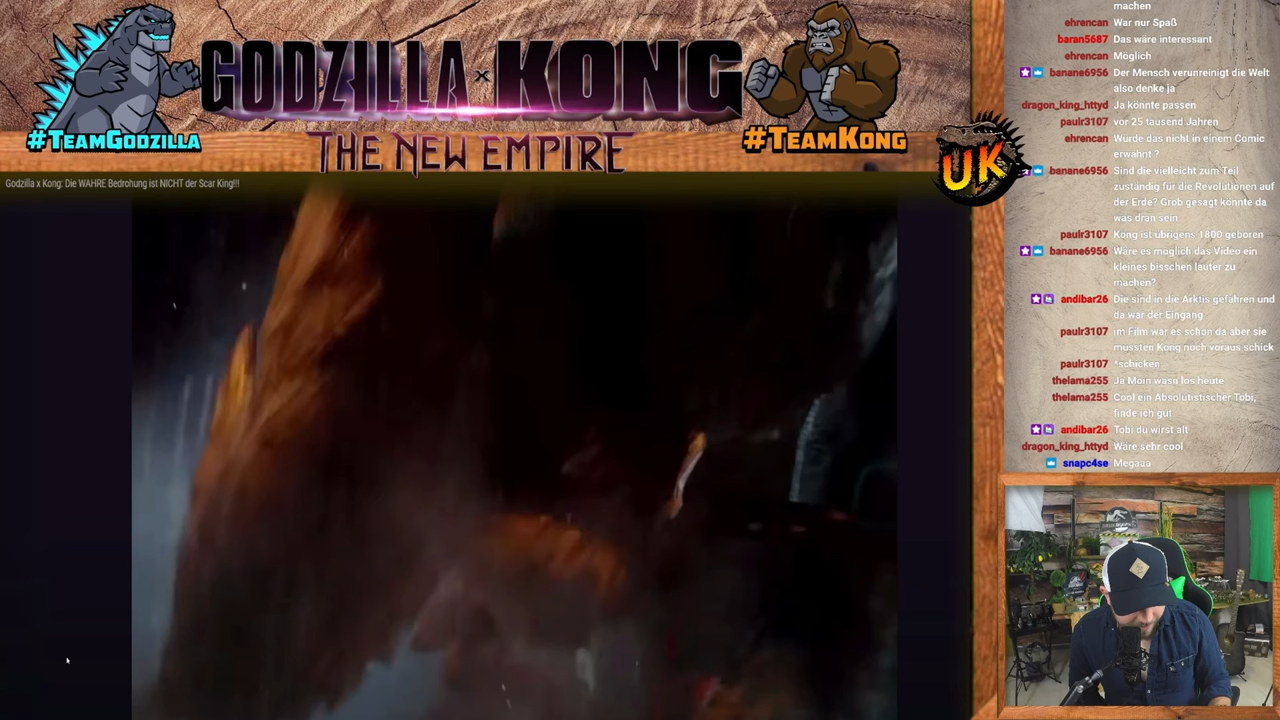 GODZILLA x KONG
THE NEW EMPIRE
#TEAMGODZILLA
#TEAMKONG
UK
Godzilla x Kong: Die WAHRE Bedrohung ist NICHT der Scar King!!!
machen
ehrencan War nur Spaß
baran5687 Das wäre interessant
ehrencan Möglich
banane6956 Der Mensch verunreinigt die Welt
also denke ja
dragon_king_httyd Ja könnte passen
paulr3107 vor 25 tausend Jahren
ehrencan Würde das nicht in einem Comic
erwähnt ?
banane6956 Sind die vielleicht zum Teil
zuständig für die Revolutionen auf
der Erde? Grob gesagt könnte da
was dran sein
paulr3107 Kong ist übrigens 1800 geboren
banane6956 Wäre es möglich das Video ein
kleines bisschen lauter zu
machen?
andibar26 Die sind in die Arktis gefahren und
da war der Eingang
paulr3107 im Film war es schon da aber sie
mussten Kong noch voraus schick
paulr3107 *schicken
thelama255 Ja Moin wasn los heute
thelama255 Cool ein Absolutistischer Tobi,
finde ich gut
andibar26 Tobi du wirst alt
dragon_king_httyd Wäre sehr cool
snapc4se Megaaa